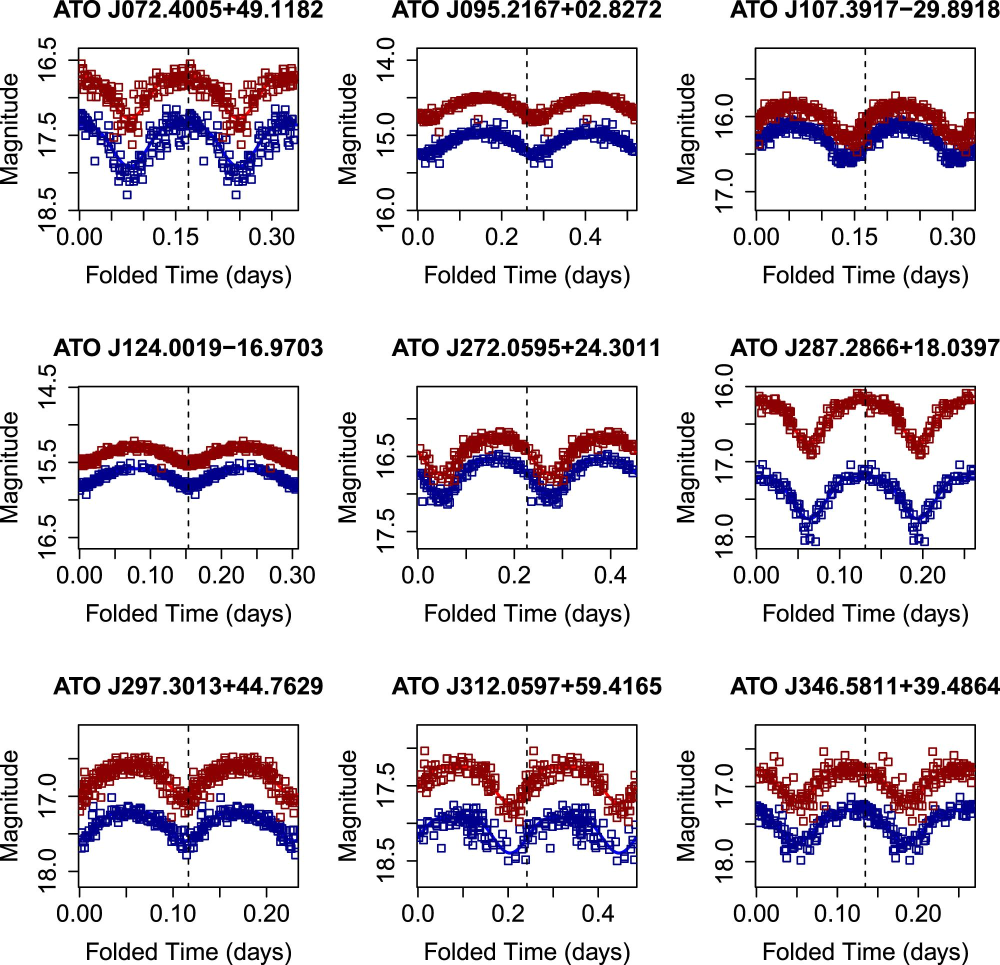 ATO J072.4005+49.1182
Magnitude
16.5
17.5
18.5
0.00 0.15 0.30
Folded Time (days)
ATO J095.2167+02.8272
Magnitude
14.0
15.0
16.0
0.0 0.2 0.4
Folded Time (days)
ATO J107.3917−29.8918
Magnitude
16.0
17.0
0.00 0.15 0.30
Folded Time (days)
ATO J124.0019−16.9703
Magnitude
14.5
15.5
16.5
0.00 0.10 0.20 0.30
Folded Time (days)
ATO J272.0595+24.3011
Magnitude
16.5
17.5
0.0 0.2 0.4
Folded Time (days)
ATO J287.2866+18.0397
Magnitude
16.0
17.0
18.0
0.00 0.10 0.20
Folded Time (days)
ATO J297.3013+44.7629
Magnitude
17.0
18.0
0.00 0.10 0.20
Folded Time (days)
ATO J312.0597+59.4165
Magnitude
17.5
18.5
0.0 0.2 0.4
Folded Time (days)
ATO J346.5811+39.4864
Magnitude
17.0
18.0
0.00 0.10 0.20
Folded Time (days)